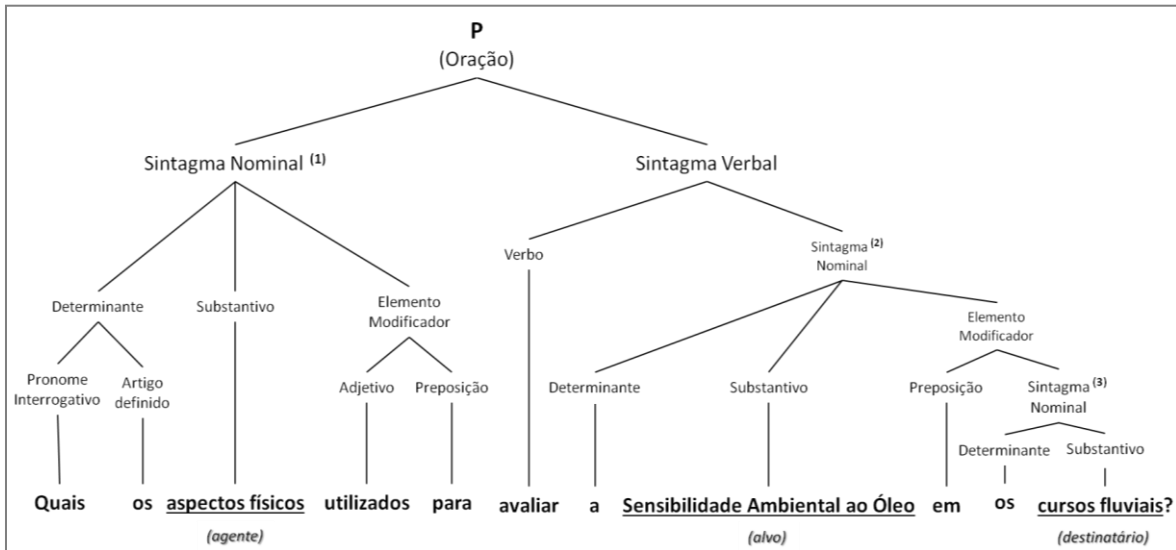 P
(Oração)
Sintagma Nominal (1)
Sintagma Verbal
Verbo
Sintagma (2)
Nominal
Determinante
Substantivo
Elemento
Modificador
Elemento
Modificador
Pronome
Interrogativo
Artigo
definido
Adjetivo
Preposição
Determinante
Substantivo
Preposição
Sintagma (3)
Nominal
Determinante
Substantivo
Quais os aspectos físicos utilizados para avaliar a Sensibilidade Ambiental ao Óleo em os cursos fluviais?
(agente) (alvo) (destinatário)